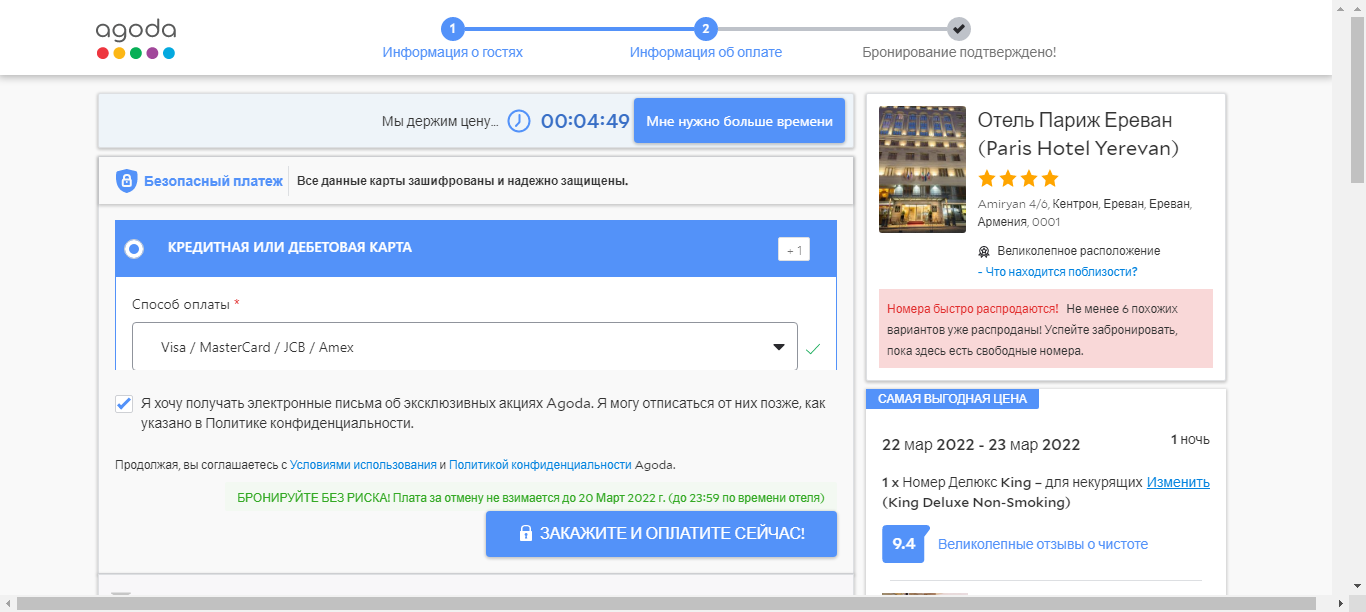 agoda
1
2
Информация о гостях
Информация об оплате
Бронирование подтверждено!
Мы держим цену...
00:04:49
Мне нужно больше времени
Безопасный платеж
Все данные карты зашифрованы и надежно защищены.
КРЕДИТНАЯ ИЛИ ДЕБЕТОВАЯ КАРТА
+ 1
Способ оплаты *
Visa / MasterCard / JCB / Amex
Я хочу получать электронные письма об эксклюзивных акциях Agoda. Я могу отписаться от них позже, как
указано в Политике конфиденциальности.
Продолжая, вы соглашаетесь с Условиями использования и Политикой конфиденциальности Agoda.
БРОНИРУЙТЕ БЕЗ РИСКА! Плата за отмену не взимается до 20 Март 2022 г. (до 23:59 по времени отеля)
ЗАКАЖИТЕ И ОПЛАТИТЕ СЕЙЧАС!
Отель Париж Ереван
(Paris Hotel Yerevan)
Amiryan 4/6, Кентрон, Ереван, Ереван,
Армения, 0001
Великолепное расположение
- Что находится поблизости?
Номера быстро распродаются! Не менее 6 похожих
вариантов уже распроданы! Успейте забронировать,
пока здесь есть свободные номера.
САМАЯ ВЫГОДНАЯ ЦЕНА
22 мар 2022 - 23 мар 2022
1 ночь
1 x Номер Делюкс King – для некурящих Изменить
(King Deluxe Non-Smoking)
9.4
Великолепные отзывы о чистоте